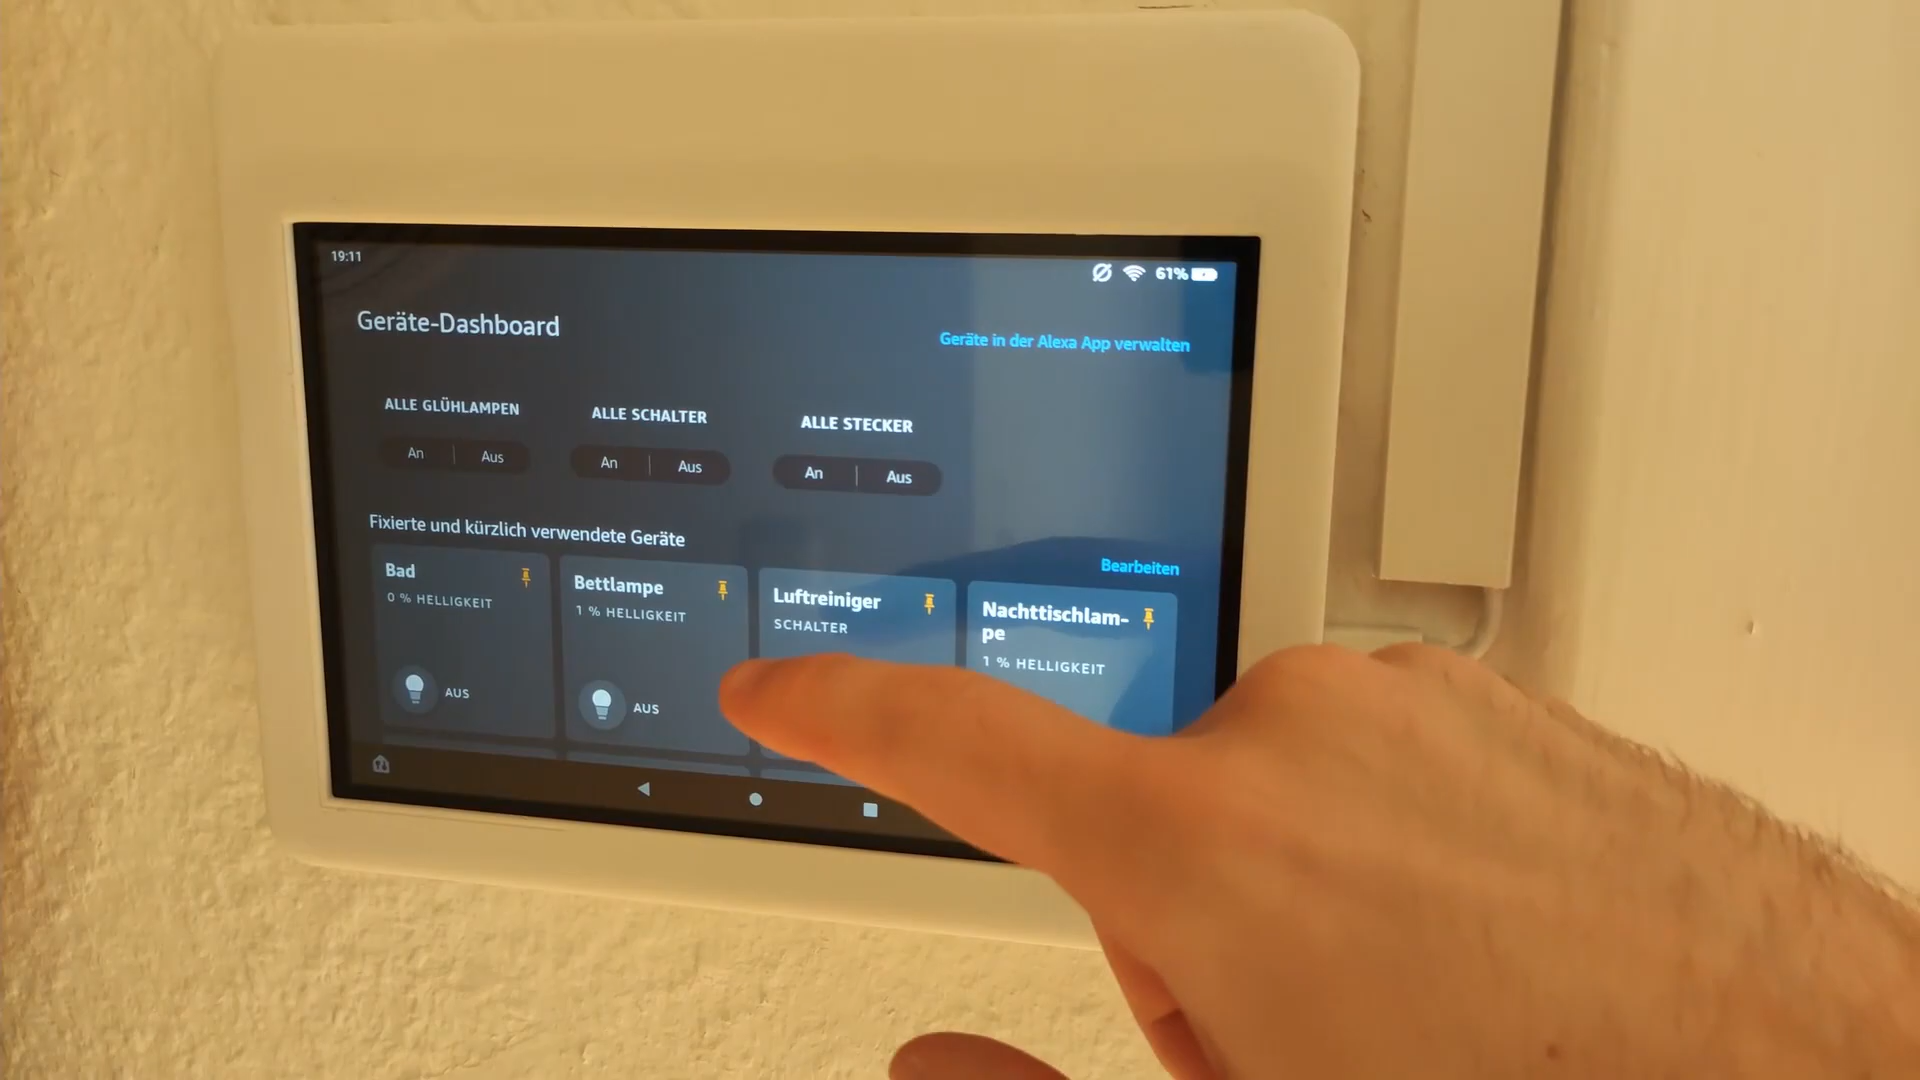 19:11
61%
Geräte-Dashboard
Geräte in der Alexa App verwalten
ALLE GLÜHLAMPEN
An
Aus
ALLE SCHALTER
An
Aus
ALLE STECKER
An
Aus
Fixierte und kürzlich verwendete Geräte
Bearbeiten
Bad
0 % HELLIGKEIT
AUS
Bettlampe
1 % HELLIGKEIT
AUS
Luftreiniger
SCHALTER
Nachttischlam-
pe
1 % HELLIGKEIT